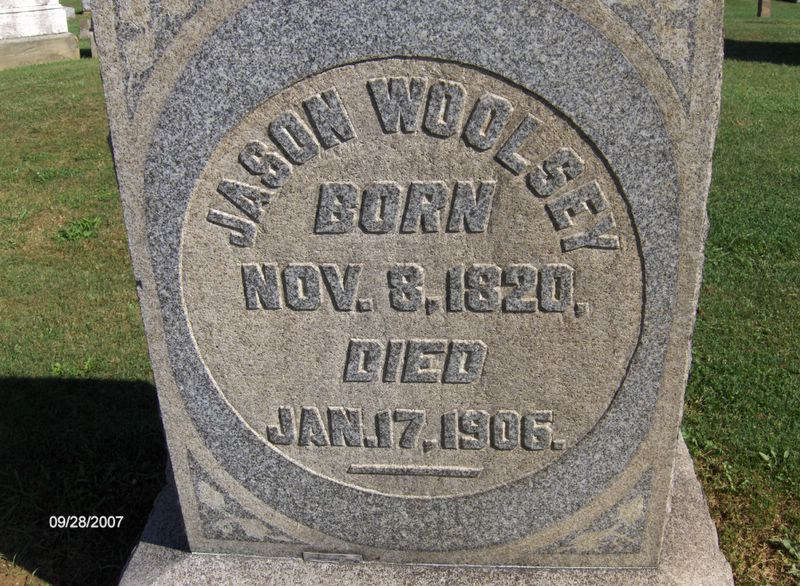 JASON WOOLSEY
BORN
NOV. 8, 1820,
DIED
JAN. 17, 1906.
09/28/2007